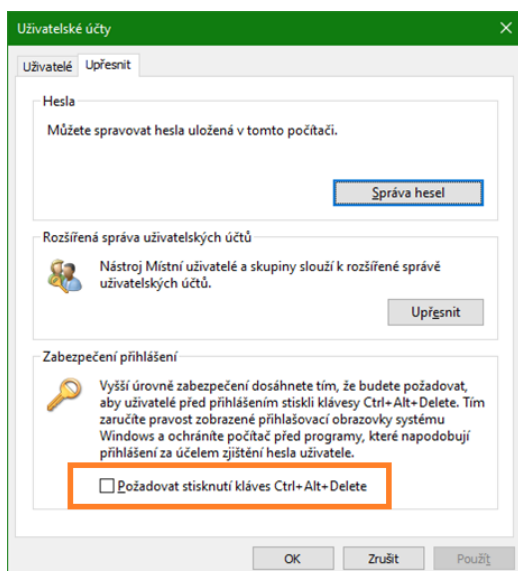 Uživatelské účty
Uživatelé Upřesnit
Hesla
Můžete spravovat hesla uložená v tomto počítači.
Správa hesel
Rozšířená správa uživatelských účtů
Nástroj Místní uživatelé a skupiny slouží k rozšířené správě
uživatelských účtů.
Upřesnit
Zabezpečení přihlášení
Vyšší úrovně zabezpečení dosáhnete tím, že budete požadovat,
aby uživatelé před přihlášením stiskli klávesy Ctrl+Alt+Delete. Tím
zaručíte pravost zobrazené přihlašovací obrazovky systému
Windows a ochráníte počítač před programy, které napodobují
přihlášení za účelem zjištění hesla uživatele.
Požadovat stisknutí kláves Ctrl+Alt+Delete
OK Zrušit Použít